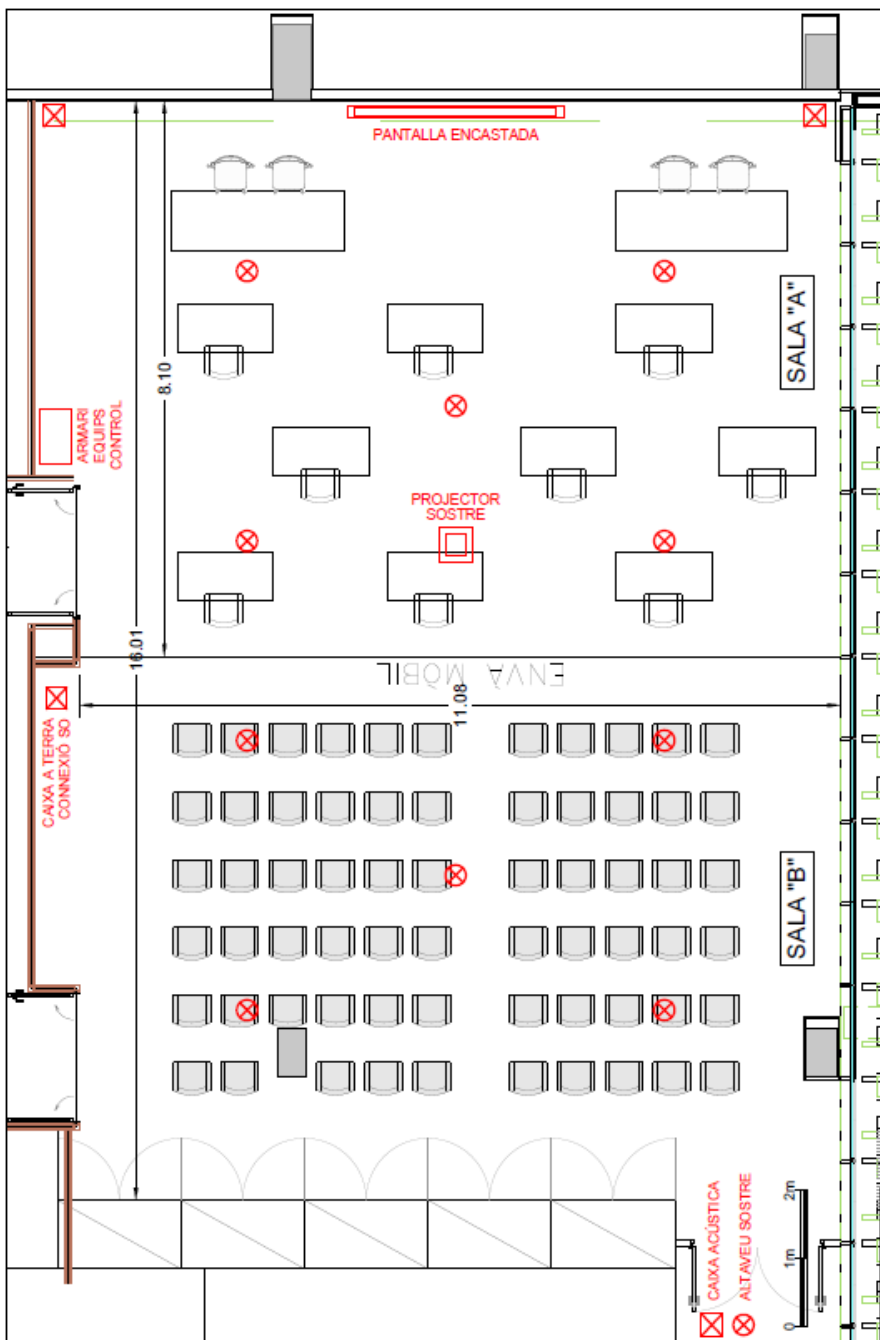 PANTALLA ENCASTADA
SALA "A"
8.10
ARMARI
EQUIPS
CONTROL
PROJECTOR
SOSTRE
16.01
ENVÀ MÒBIL
11.08
CAIXA A TERRA
CONNEXIÓ SO
SALA "B"
CAIXA ACÚSTICA
ALTAVEU SOSTRE
0
1m
2m